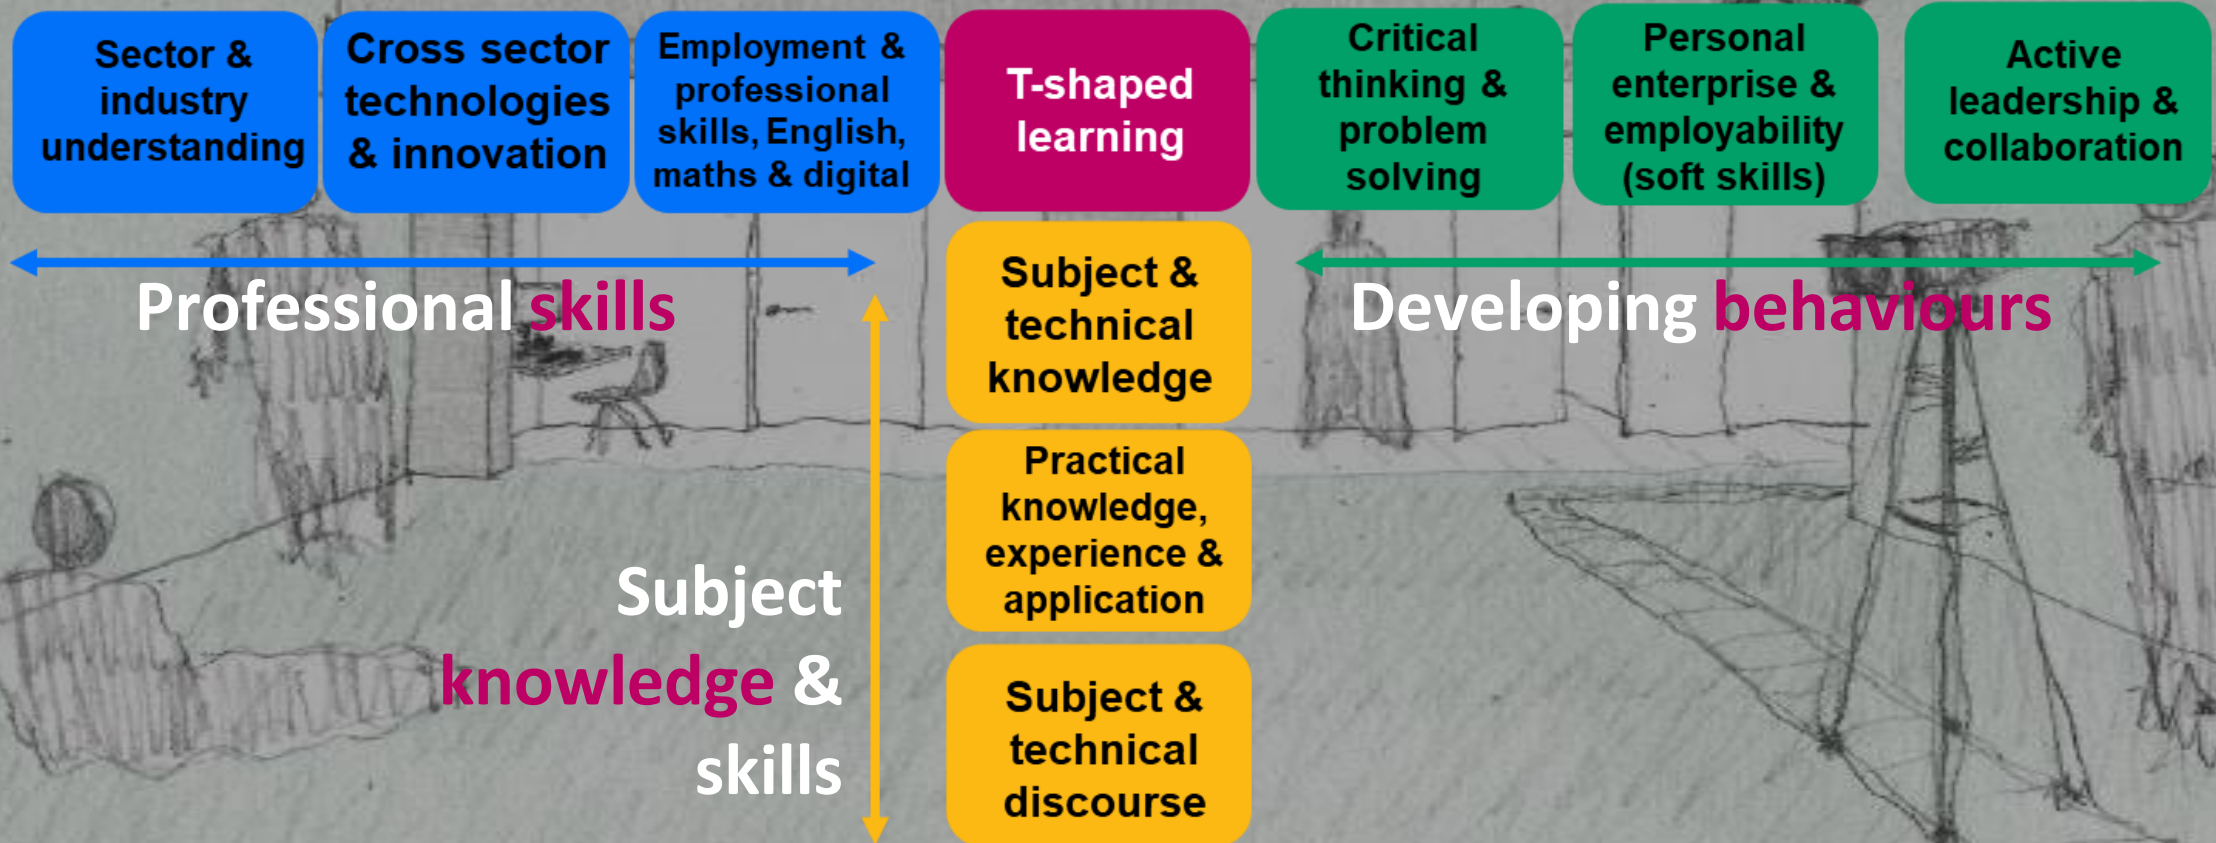 Sector &
industry
understanding
Cross sector
technologies
& innovation
Employment &
professional
skills, English,
maths & digital
T-shaped
learning
Critical
thinking &
problem
solving
Personal
enterprise &
employability
(soft skills)
Active
leadership &
collaboration
Professional skills
Developing behaviours
Subject &
technical
knowledge
Practical
knowledge,
experience &
application
Subject
knowledge &
skills
Subject &
technical
discourse